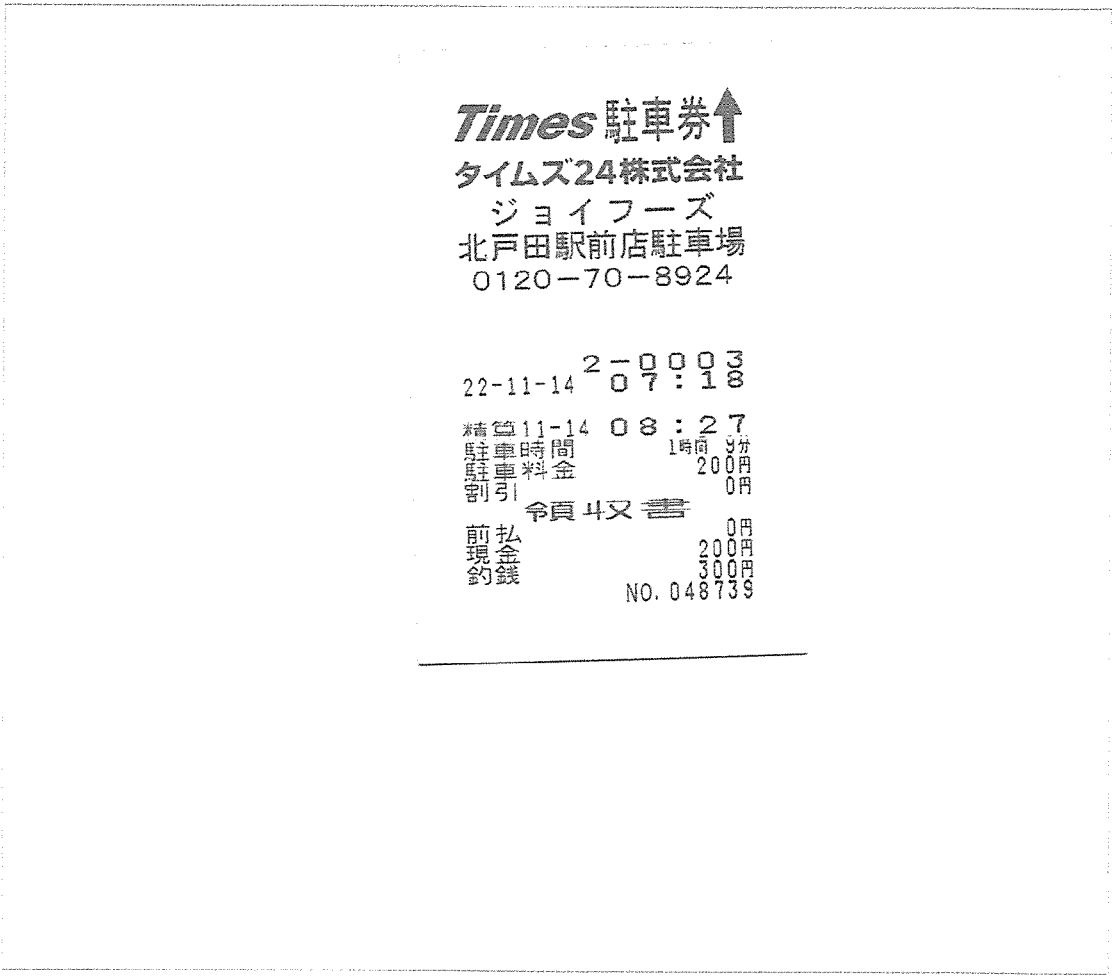 Times 駐車券↑
タイムズ24株式会社
ジョイフーズ
北戸田駅前店駐車場
0120-70-8924
2-0003
22-11-14 07:18
精算11-14 08:27
駐車時間 1時間 9分
駐車料金 200円
割引 0円
領収書
前払 0円
現金 200円
釣銭 300円
NO.048739